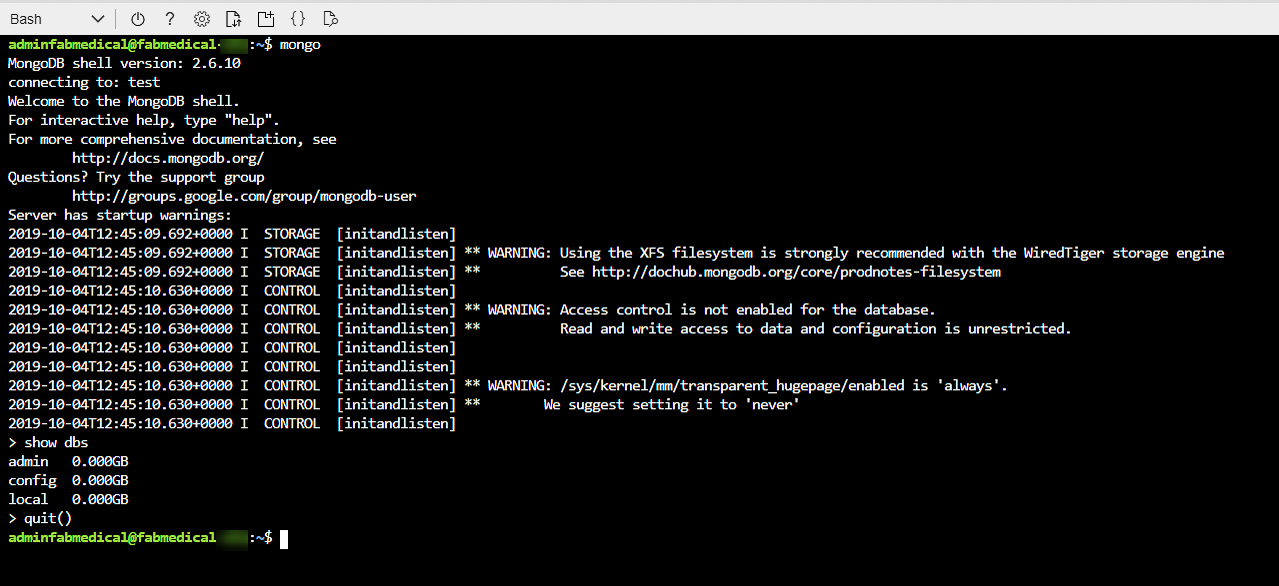 Bash
adminfabmedical@fabmedical- :~$ mongo
MongoDB shell version: 2.6.10
connecting to: test
Welcome to the MongoDB shell.
For interactive help, type "help".
For more comprehensive documentation, see
http://docs.mongodb.org/
Questions? Try the support group
http://groups.google.com/group/mongodb-user
Server has startup warnings:
2019-10-04T12:45:09.692+0000 I  STORAGE  [initandlisten]
2019-10-04T12:45:09.692+0000 I  STORAGE  [initandlisten] ** WARNING: Using the XFS filesystem is strongly recommended with the WiredTiger storage engine
2019-10-04T12:45:09.692+0000 I  STORAGE  [initandlisten] **          See http://dochub.mongodb.org/core/prodnotes-filesystem
2019-10-04T12:45:10.630+0000 I  CONTROL  [initandlisten]
2019-10-04T12:45:10.630+0000 I  CONTROL  [initandlisten] ** WARNING: Access control is not enabled for the database.
2019-10-04T12:45:10.630+0000 I  CONTROL  [initandlisten] **          Read and write access to data and configuration is unrestricted.
2019-10-04T12:45:10.630+0000 I  CONTROL  [initandlisten]
2019-10-04T12:45:10.630+0000 I  CONTROL  [initandlisten]
2019-10-04T12:45:10.630+0000 I  CONTROL  [initandlisten] ** WARNING: /sys/kernel/mm/transparent_hugepage/enabled is 'always'.
2019-10-04T12:45:10.630+0000 I  CONTROL  [initandlisten] **        We suggest setting it to 'never'
2019-10-04T12:45:10.630+0000 I  CONTROL  [initandlisten]
> show dbs
admin   0.000GB
config  0.000GB
local   0.000GB
> quit()
adminfabmedical@fabmedical :~$